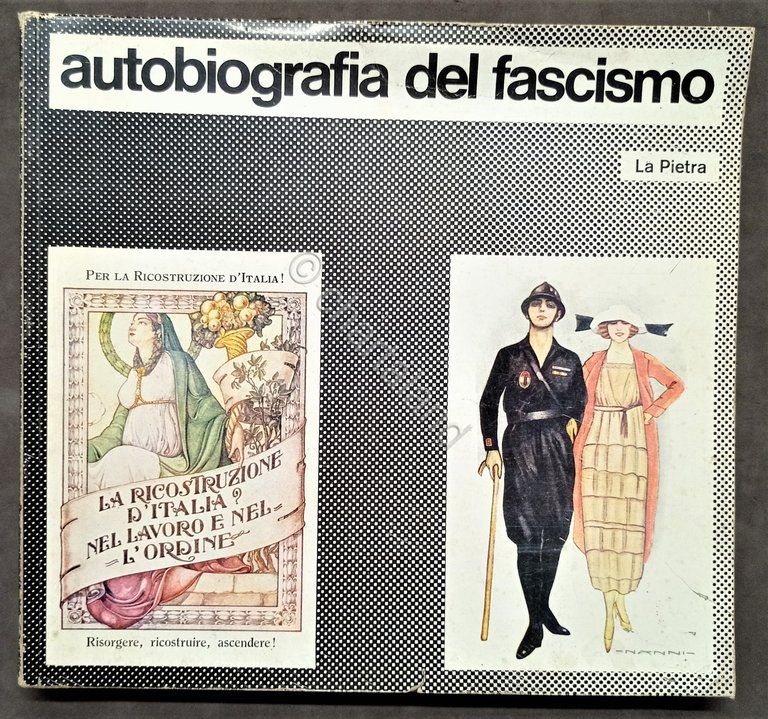 autobiografia del fascismo
La Pietra
PER LA RICOSTRUZIONE D'ITALIA!
LA RICOSTRUZIONE
D'ITALIA?
NEL LAVORO E NEL
L'ORDINE
Risorgere, ricostruire, ascendere!
NANNI